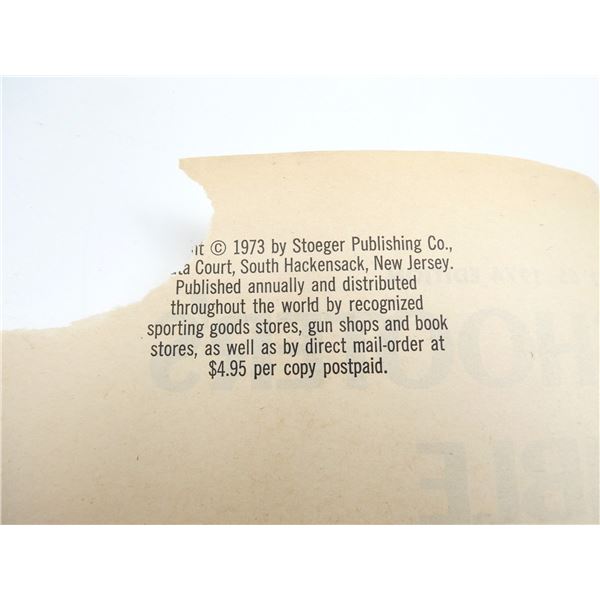 © 1973 by Stoeger Publishing Co.,
Court, South Hackensack, New Jersey.
Published annually and distributed
throughout the world by recognized
sporting goods stores, gun shops and book
stores, as well as by direct mail-order at
$4.95 per copy postpaid.